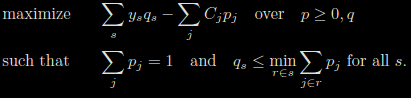 maximize ∑_s y_s q_s − ∑_j C_j p_j over p ≥ 0, q
such that ∑_j p_j = 1 and q_s ≤ min_{r∈s} ∑_{j∈r} p_j for all s.